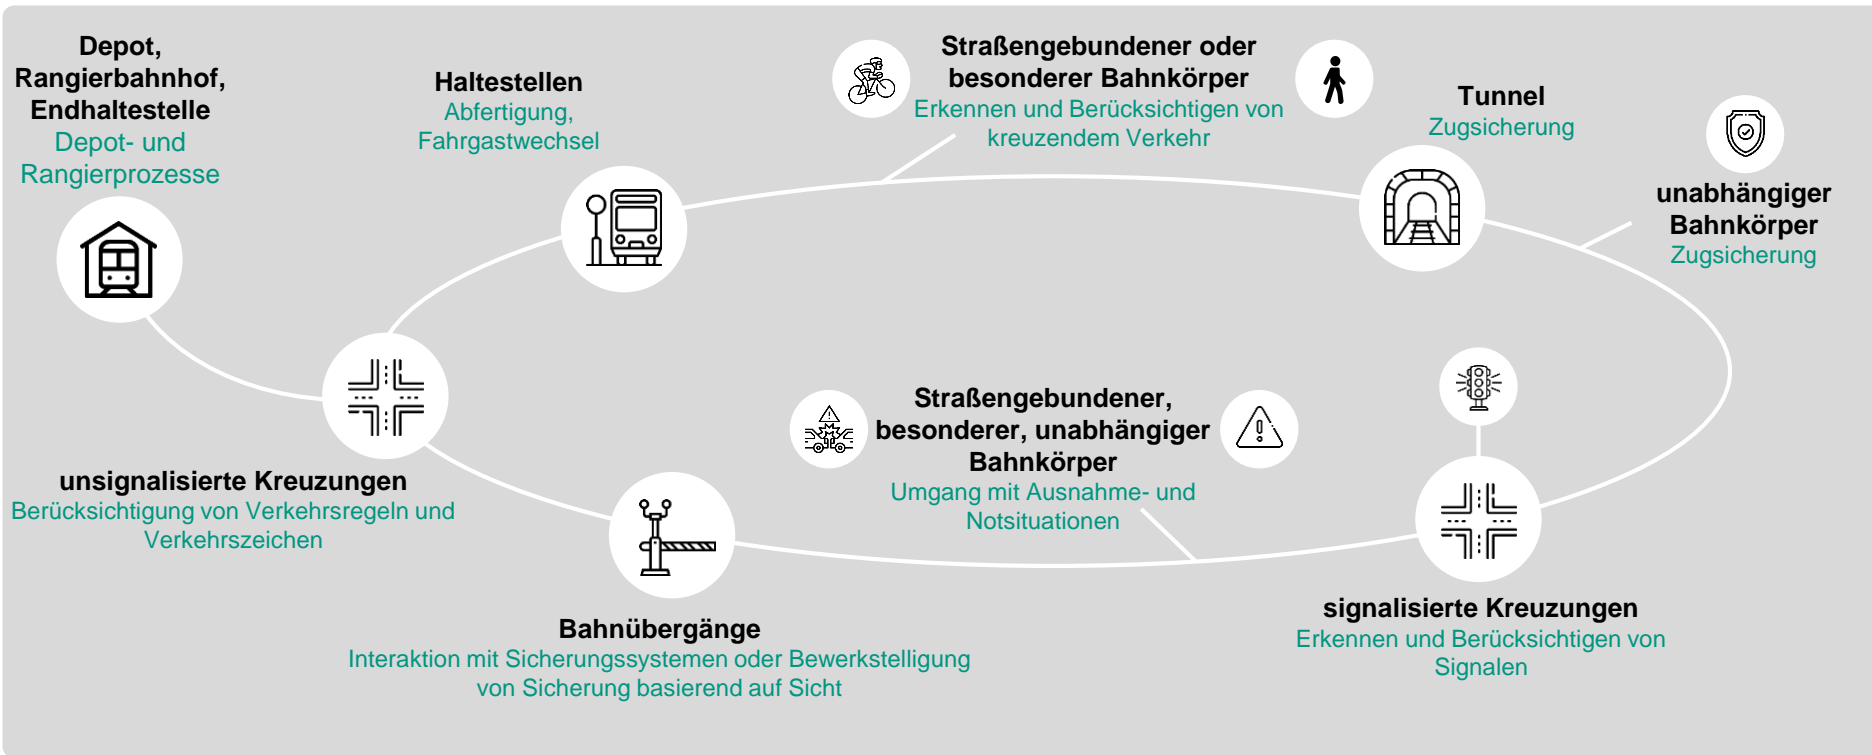 Depot,
Rangierbahnhof,
Endhaltestelle
Depot- und
Rangierprozesse
Haltestellen
Abfertigung,
Fahrgastwechsel
Straßengebundener oder
besonderer Bahnkörper
Erkennen und Berücksichtigen von
kreuzendem Verkehr
Tunnel
Zugsicherung
unabhängiger
Bahnkörper
Zugsicherung
unsignalisierte Kreuzungen
Berücksichtigung von Verkehrsregeln und
Verkehrszeichen
Straßengebundener,
besonderer, unabhängiger
Bahnkörper
Umgang mit Ausnahme- und
Notsituationen
Bahnübergänge
Interaktion mit Sicherungssystemen oder Bewerkstelligung
von Sicherung basierend auf Sicht
signalisierte Kreuzungen
Erkennen und Berücksichtigen von
Signalen